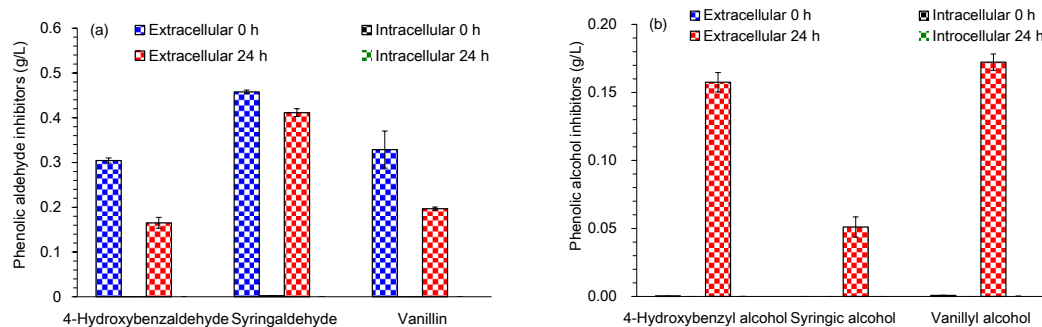 (a)
Extracellular 0 h
Intracellular 0 h
Extracellular 24 h
Intracellular 24 h
Phenolic aldehyde inhibitors (g/L)
0.6
0.5
0.4
0.3
0.2
0.1
0
4-Hydroxybenzaldehyde Syringaldehyde Vanillin
(b)
Extracellular 0 h
Intracellular 0 h
Extracellular 24 h
Introcellular 24 h
Phenolic alcohol inhibitors (g/L)
0.20
0.15
0.10
0.05
0.00
4-Hydroxybenzyl alcohol Syringic alcohol Vanillyl alcohol